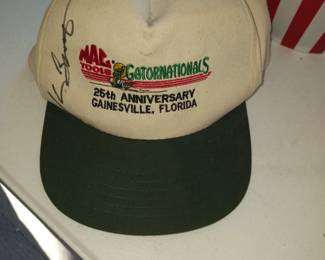 MAC TOOLS GATORNATIONALS
25th ANNIVERSARY
GAINESVILLE, FLORIDA